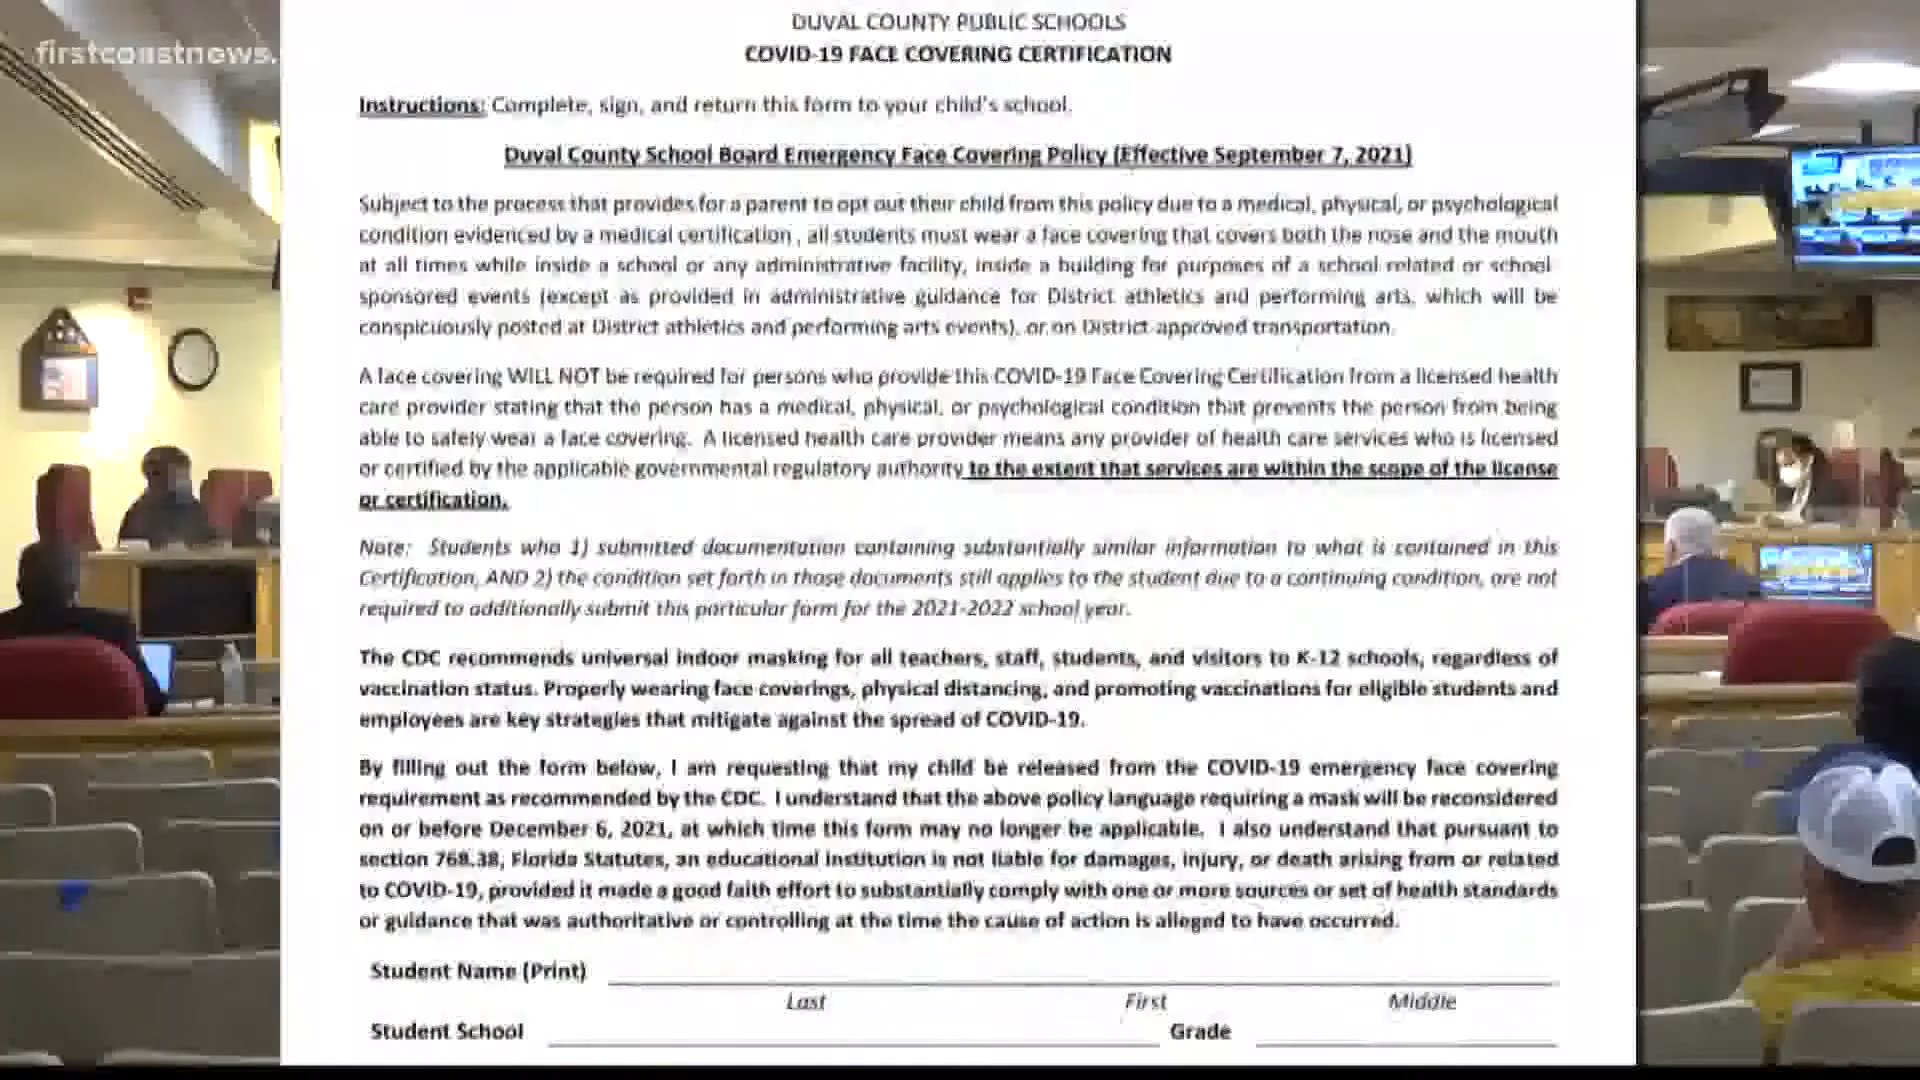 firstcoastnews.
DUVAL COUNTY PUBLIC SCHOOLS
COVID-19 FACE COVERING CERTIFICATION
Instructions: Complete, sign, and return this form to your child's school.
Duval County School Board Emergency Face Covering Policy (Effective September 7, 2021)
Subject to the process that provides for a parent to opt out their child from this policy due to a medical, physical, or psychological
condition evidenced by a medical certification , all students must wear a face covering that covers both the nose and the mouth
at all times while inside a school or any administrative facility, inside a building for purposes of a school related or school
sponsored events (except as provided in administrative guidance for District athletics and performing arts, which will be
conspicuously posted at District athletics and performing arts events), or on District approved transportation.
A face covering WILL NOT be required for persons who provide this COVID-19 Face Covering Certification from a licensed health
care provider stating that the person has a medical, physical, or psychological condition that prevents the person from being
able to safely wear a face covering. A licensed health care provider means any provider of health care services who is licensed
or certified by the applicable governmental regulatory authority to the extent that services are within the scope of the license
or certification.
Note: Students who 1) submitted documentation containing substantially similar information to what is contained in this
Certification, AND 2) the condition set forth in those documents still applies to the student due to a continuing condition, are not
required to additionally submit this particular form for the 2021-2022 school year.
The CDC recommends universal indoor masking for all teachers, staff, students, and visitors to K-12 schools, regardless of
vaccination status. Properly wearing face coverings, physical distancing, and promoting vaccinations for eligible students and
employees are key strategies that mitigate against the spread of COVID-19.
By filling out the form below, I am requesting that my child be released from the COVID-19 emergency face covering
requirement as recommended by the CDC. I understand that the above policy language requiring a mask will be reconsidered
on or before December 6, 2021, at which time this form may no longer be applicable. I also understand that pursuant to
section 768.38, Florida Statutes, an educational institution is not liable for damages, injury, or death arising from or related
to COVID-19, provided it made a good faith effort to substantially comply with one or more sources or set of health standards
or guidance that was authoritative or controlling at the time the cause of action is alleged to have occurred.
Student Name (Print)
Last First Middle
Student School Grade